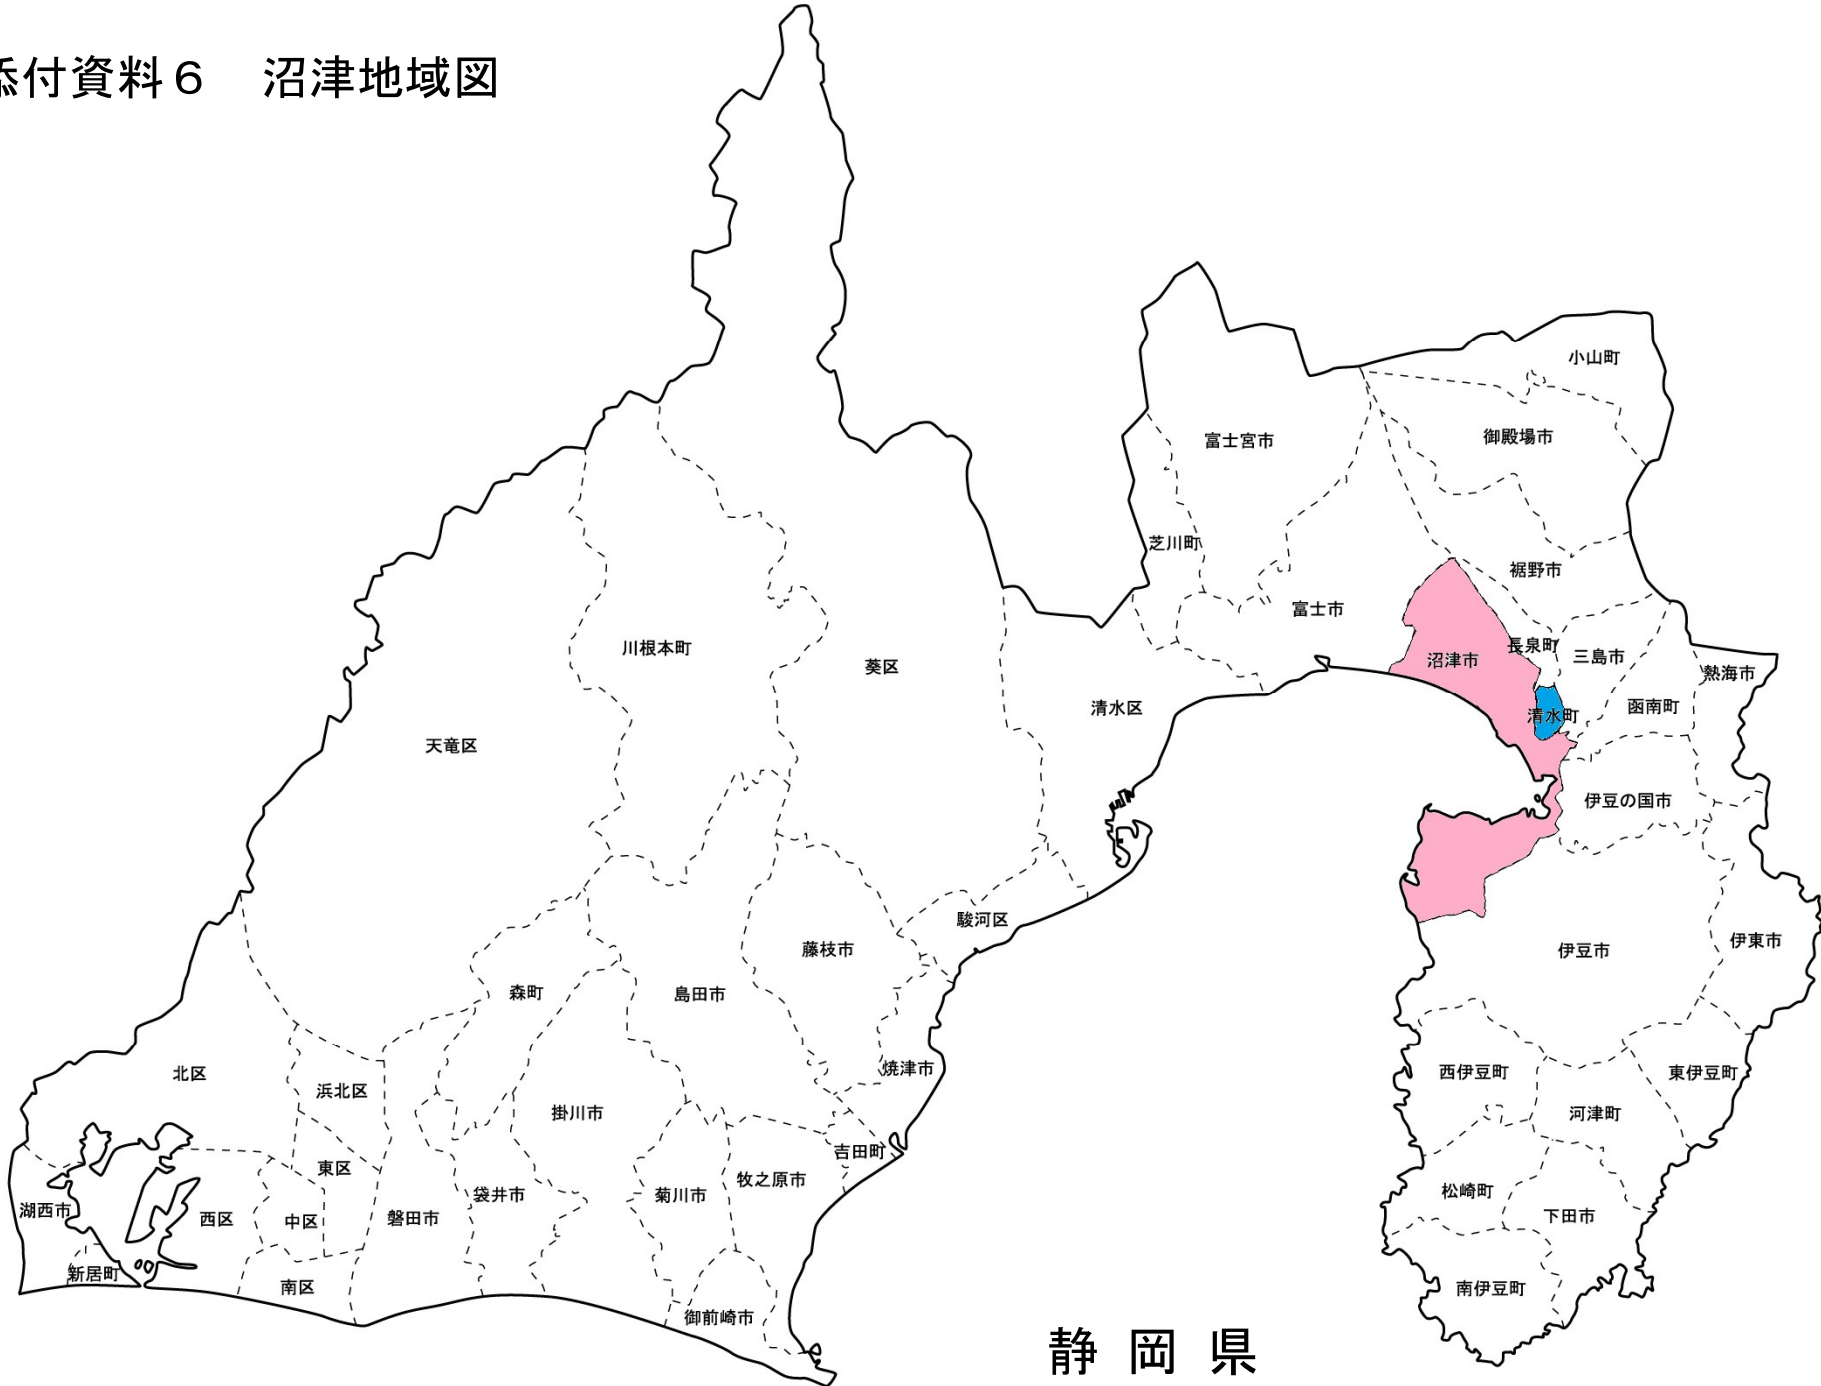 添付資料６　沼津地域図
小山町
御殿場市
富士宮市
芝川町
裾野市
富士市
長泉町
三島市
沼津市
熱海市
函南町
清水町
川根本町
葵区
清水区
天竜区
伊豆の国市
駿河区
藤枝市
伊豆市
伊東市
森町
島田市
焼津市
北区
浜北区
掛川市
西伊豆町
東伊豆町
河津町
吉田町
東区
牧之原市
菊川市
袋井市
松崎町
湖西市
西区
中区
磐田市
下田市
新居町
南区
御前崎市
南伊豆町
静岡県